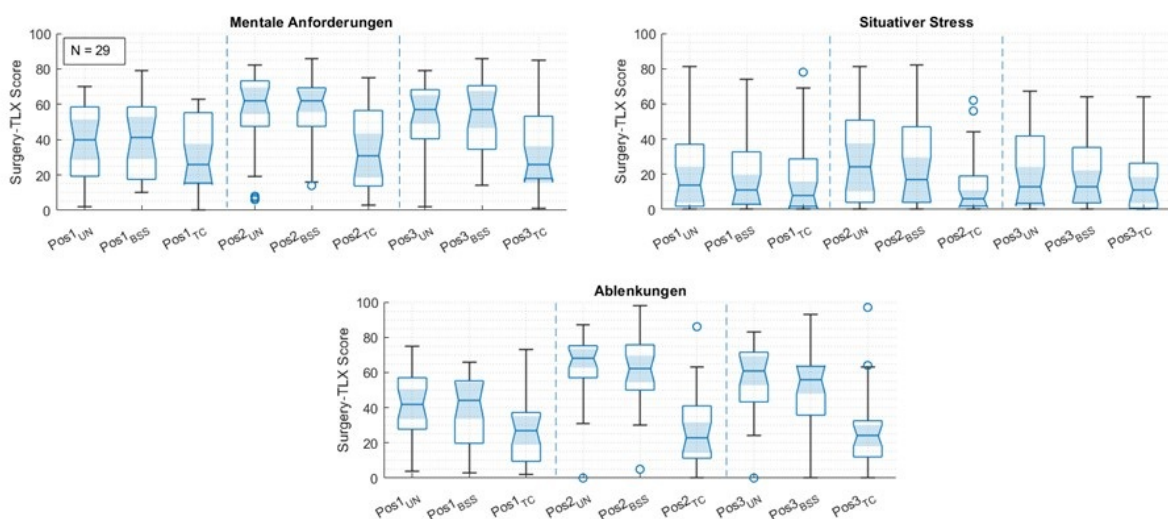 Mentale Anforderungen
N = 29
Surgery-TLX Score
100
80
60
40
20
0
Pos1UN Pos1BSS Pos1TC Pos2UN Pos2BSS Pos2TC Pos3UN Pos3BSS Pos3TC
Situativer Stress
Surgery-TLX Score
100
80
60
40
20
0
Pos1UN Pos1BSS Pos1TC Pos2UN Pos2BSS Pos2TC Pos3UN Pos3BSS Pos3TC
Ablenkungen
Surgery-TLX Score
100
80
60
40
20
0
Pos1UN Pos1BSS Pos1TC Pos2UN Pos2BSS Pos2TC Pos3UN Pos3BSS Pos3TC